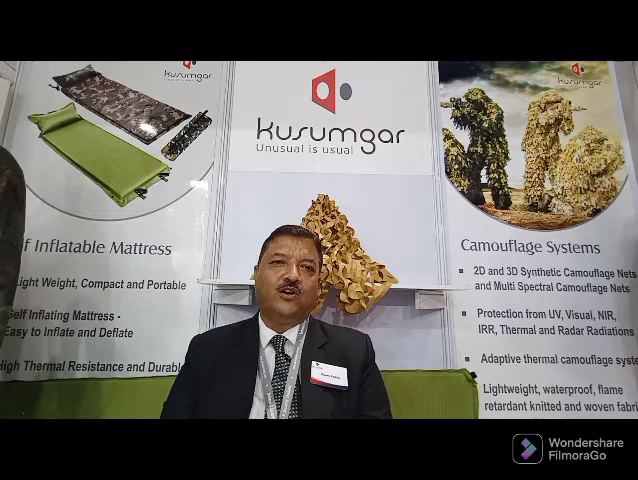 kusumgar
kusumgar
Unusual is usual
kusumgar
Inflatable Mattress
Light Weight, Compact and Portable
Self Inflating Mattress -
Easy to Inflate and Deflate
High Thermal Resistance and Durabl
Camouflage Systems
▪ 2D and 3D Synthetic Camouflage Nets
and Multi Spectral Camouflage Nets
▪ Protection from UV, Visual, NIR,
IRR, Thermal and Radar Radiations
▪ Adaptive thermal camouflage syste
Lightweight, waterproof, flame
retardant knitted and woven fabri
Wondershare
FilmoraGo